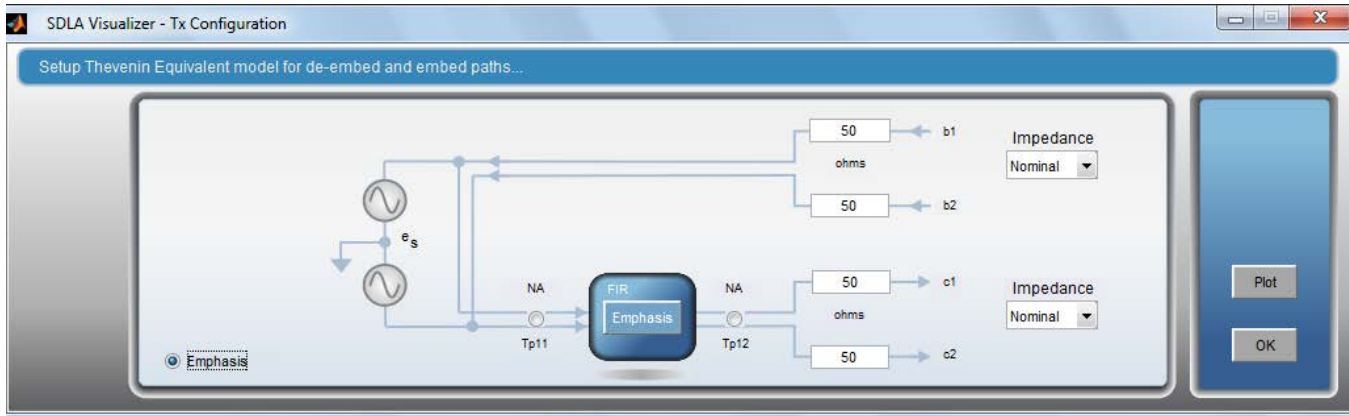 SDLA Visualizer - Tx Configuration
Setup Thevenin Equivalent model for de-embed and embed paths...
50
b1
Impedance
ohms
Nominal
50
b2
es
NA
FIR
NA
50
c1
Impedance
Plot
Emphasis
ohms
Nominal
Tp11
Tp12
OK
Emphasis
50
c2